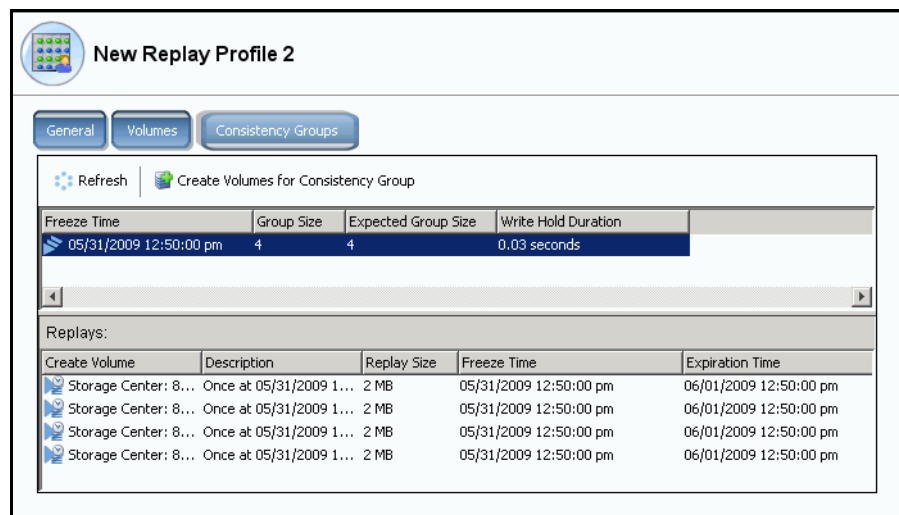 New Replay Profile 2
General Volumes Consistency Groups
Refresh Create Volumes for Consistency Group
Freeze Time Group Size Expected Group Size Write Hold Duration
05/31/2009 12:50:00 pm 4 4 0.03 seconds
Replays:
Create Volume Description Replay Size Freeze Time Expiration Time
Storage Center: 8... Once at 05/31/2009 1... 2 MB 05/31/2009 12:50:00 pm 06/01/2009 12:50:00 pm
Storage Center: 8... Once at 05/31/2009 1... 2 MB 05/31/2009 12:50:00 pm 06/01/2009 12:50:00 pm
Storage Center: 8... Once at 05/31/2009 1... 2 MB 05/31/2009 12:50:00 pm 06/01/2009 12:50:00 pm
Storage Center: 8... Once at 05/31/2009 1... 2 MB 05/31/2009 12:50:00 pm 06/01/2009 12:50:00 pm